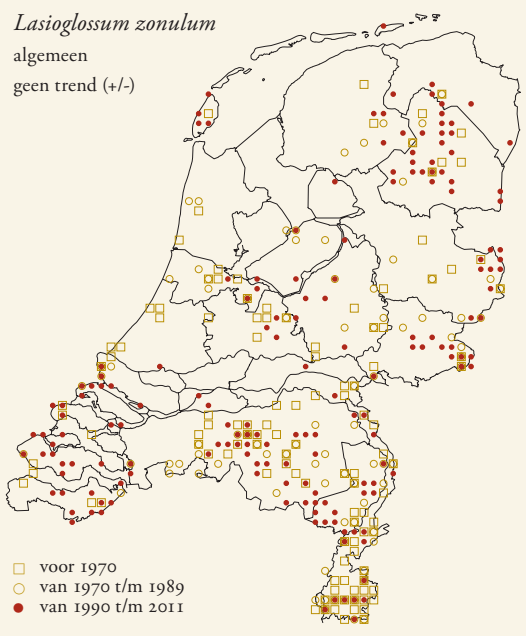 Lasioglossum zonulum
algemeen
geen trend (+/-)
voor 1970
van 1970 t/m 1989
van 1990 t/m 2011